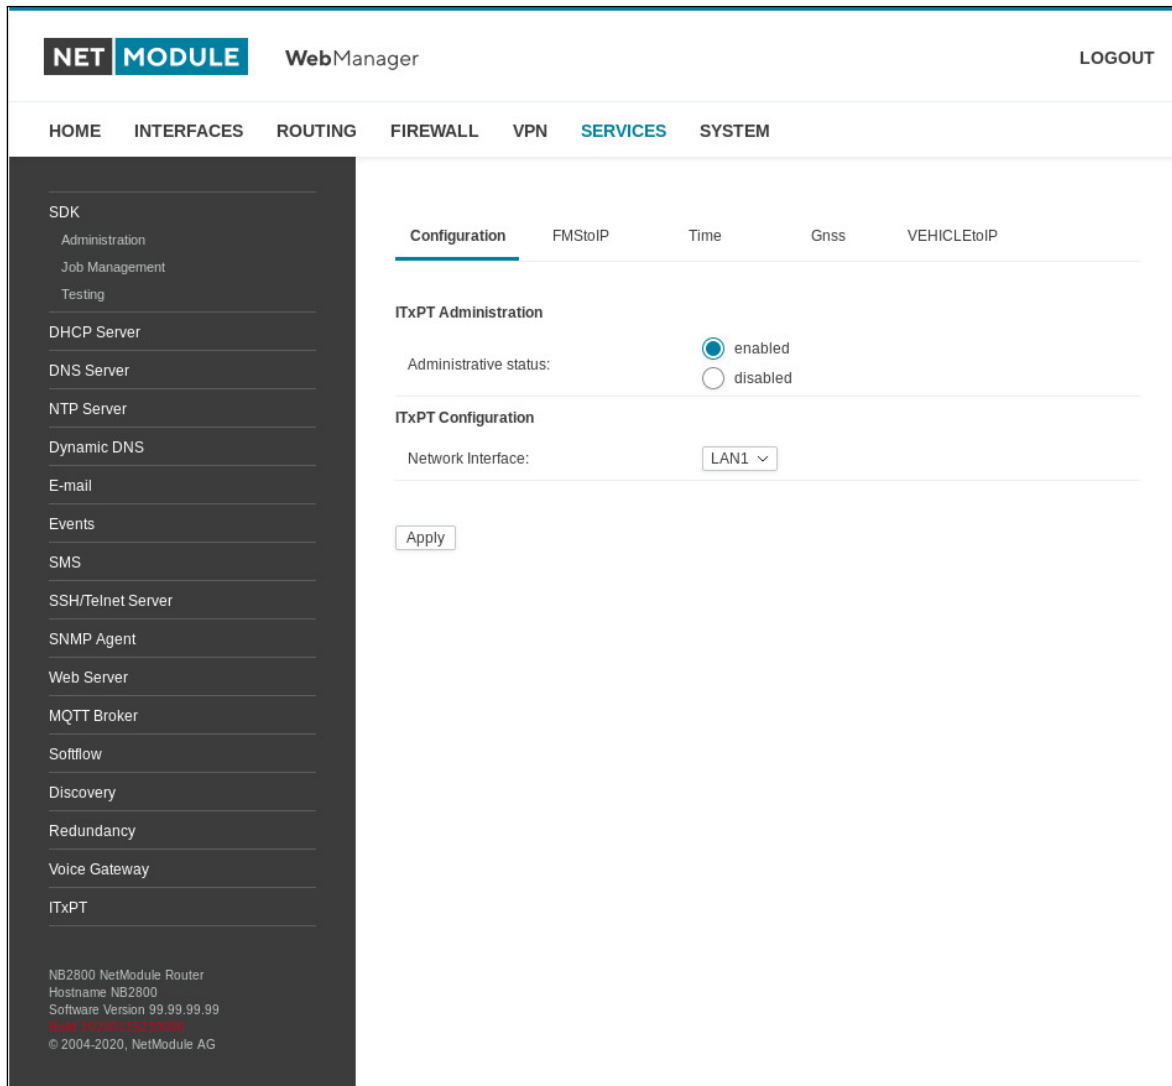 NET MODULE WebManager LOGOUT
HOME INTERFACES ROUTING FIREWALL VPN SERVICES SYSTEM
SDK
Administration
Job Management
Testing
DHCP Server
DNS Server
NTP Server
Dynamic DNS
E-mail
Events
SMS
SSH/Telnet Server
SNMP Agent
Web Server
MQTT Broker
Softflow
Discovery
Redundancy
Voice Gateway
ITxPT
NB2800 NetModule Router
Hostname NB2800
Software Version 99.99.99.99
Build
© 2004-2020, NetModule AG
Configuration FMStoIP Time Gnss VEHICLEtoIP
ITxPT Administration
Administrative status:
enabled
disabled
ITxPT Configuration
Network Interface: LAN1
Apply